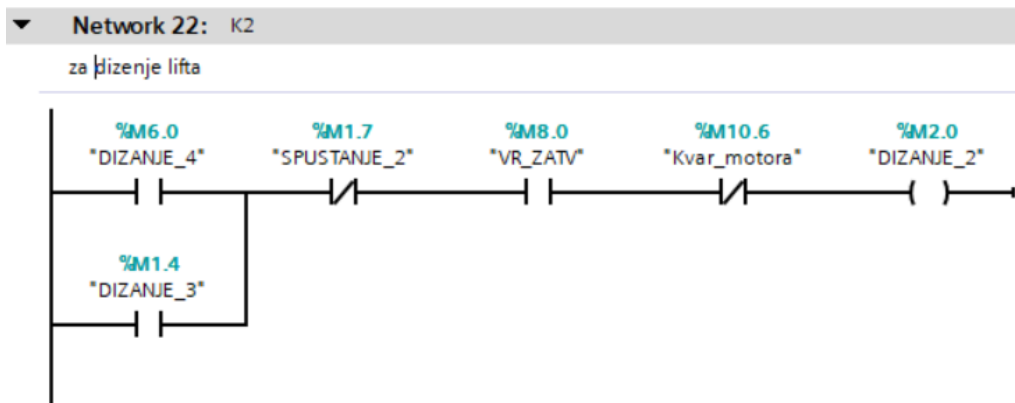 Network 22: K2
za dizenje lifta
%M6.0 %M1.7 %M8.0 %M10.6 %M2.0
"DIZANJE_4" "SPUSTANJE_2" "VR_ZATV" "Kvar_motora" "DIZANJE_2"
%M1.4
"DIZANJE_3"